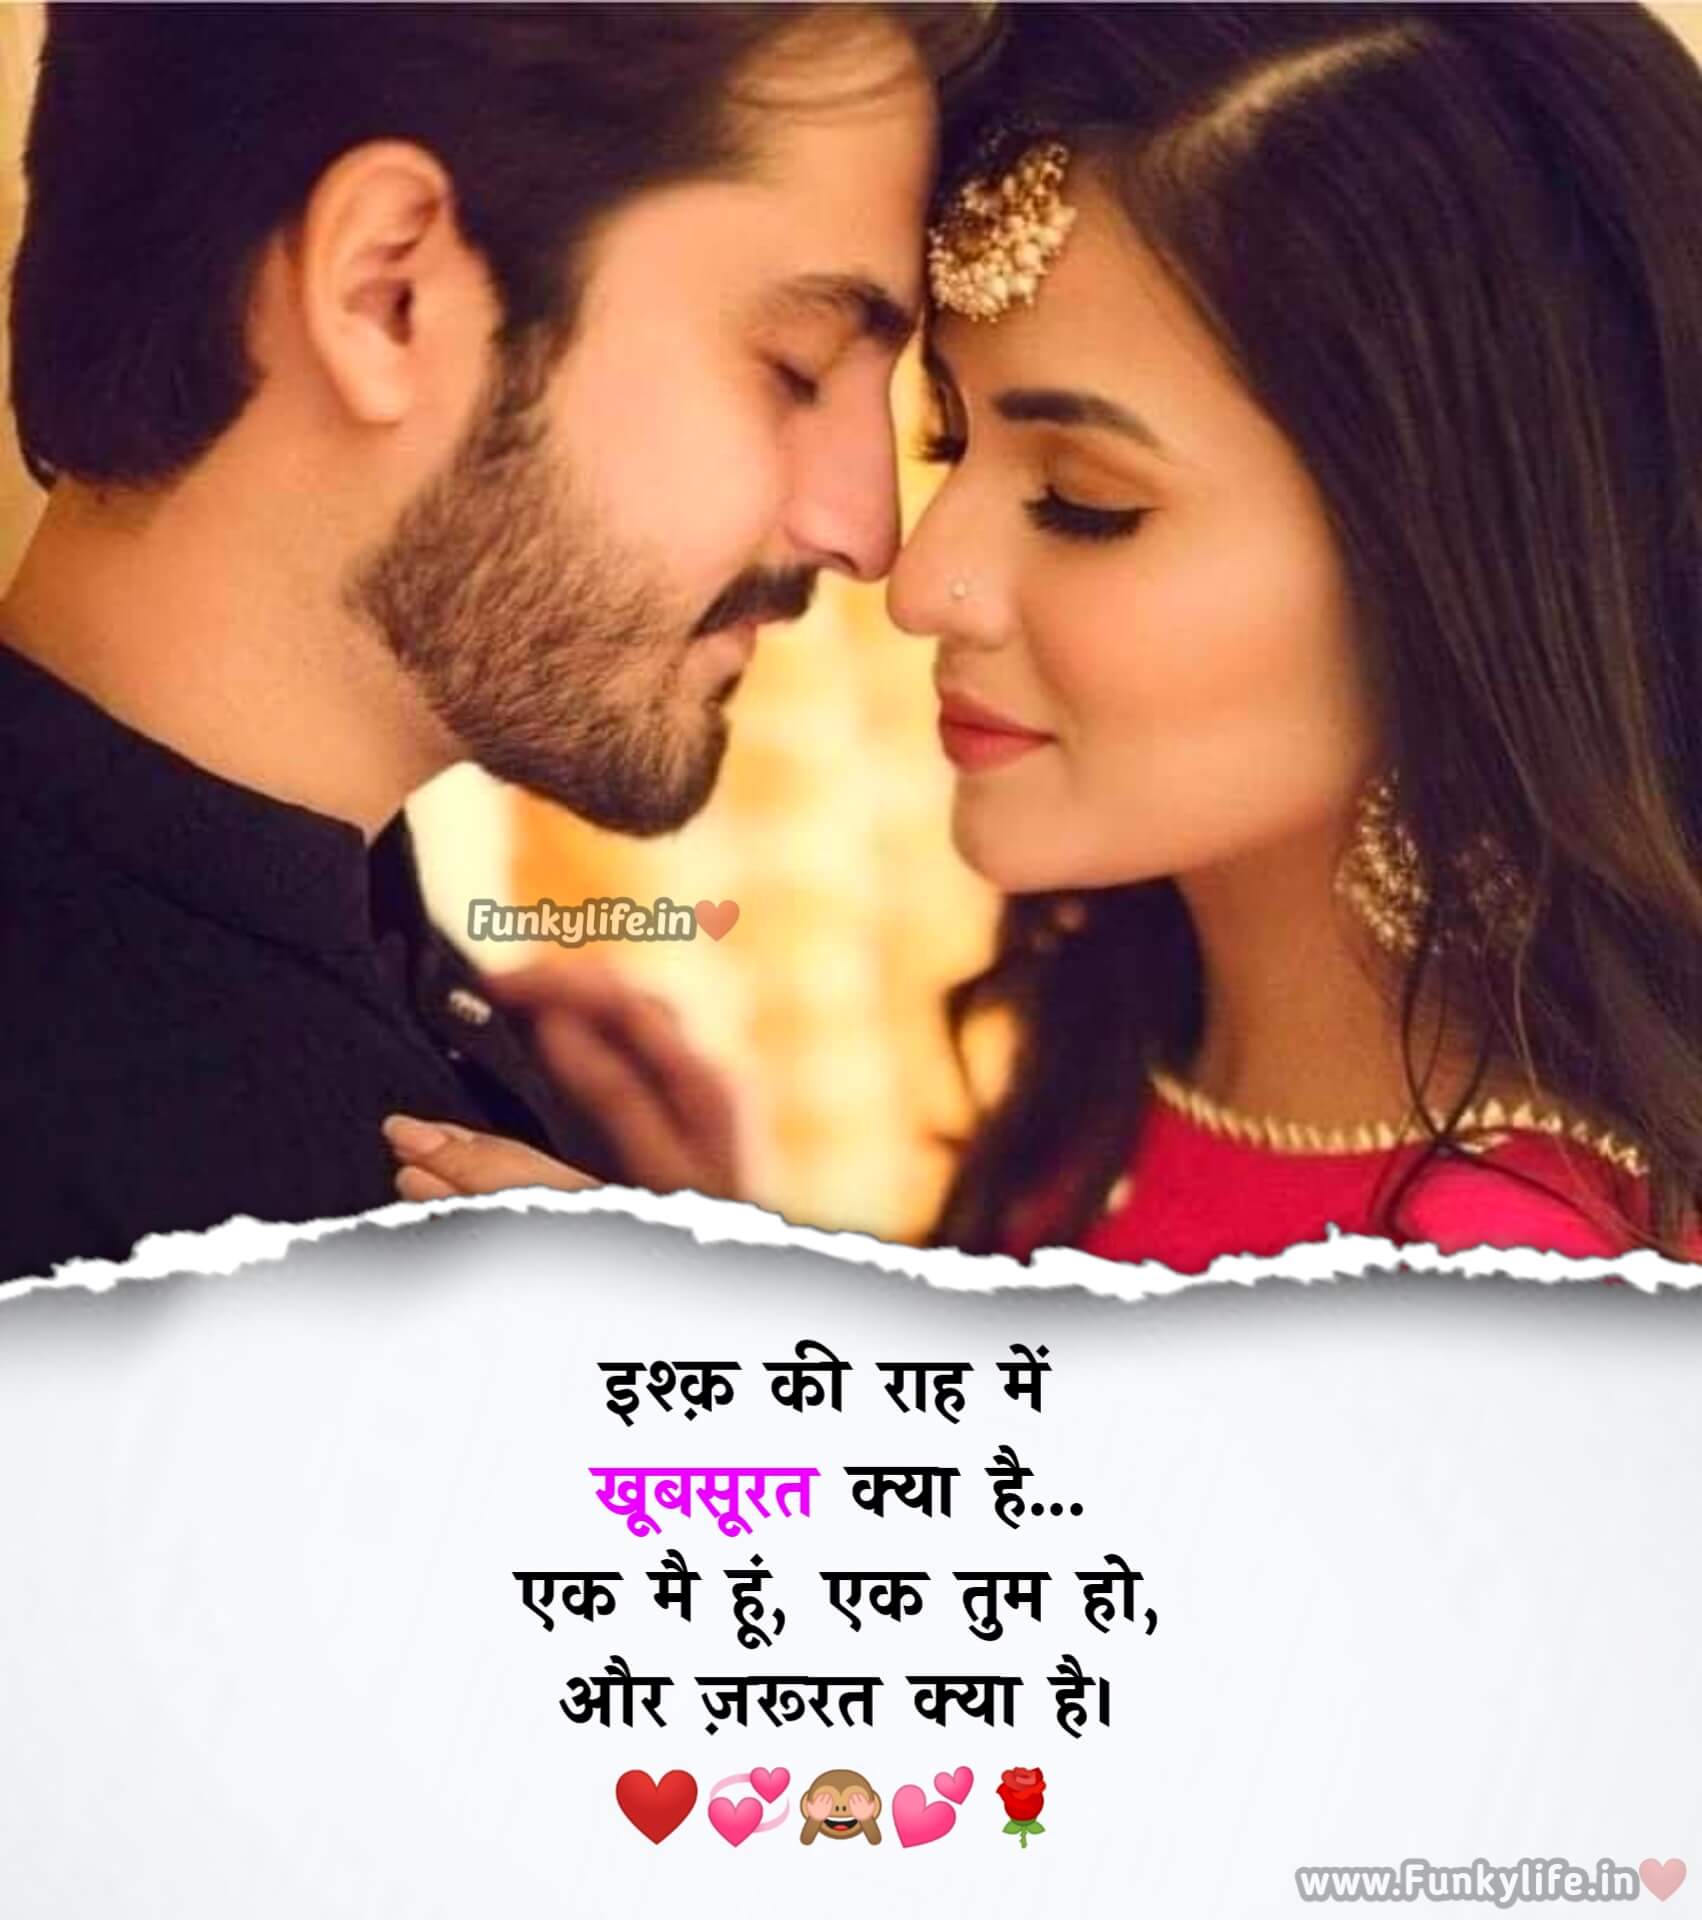 Funkylife.in❤
इश्क़ की राह में
खूबसूरत क्या है...
एक मै हूं, एक तुम हो,
और ज़रूरत क्या है।
❤️💞🙈💕🌹
www.Funkylife.in❤